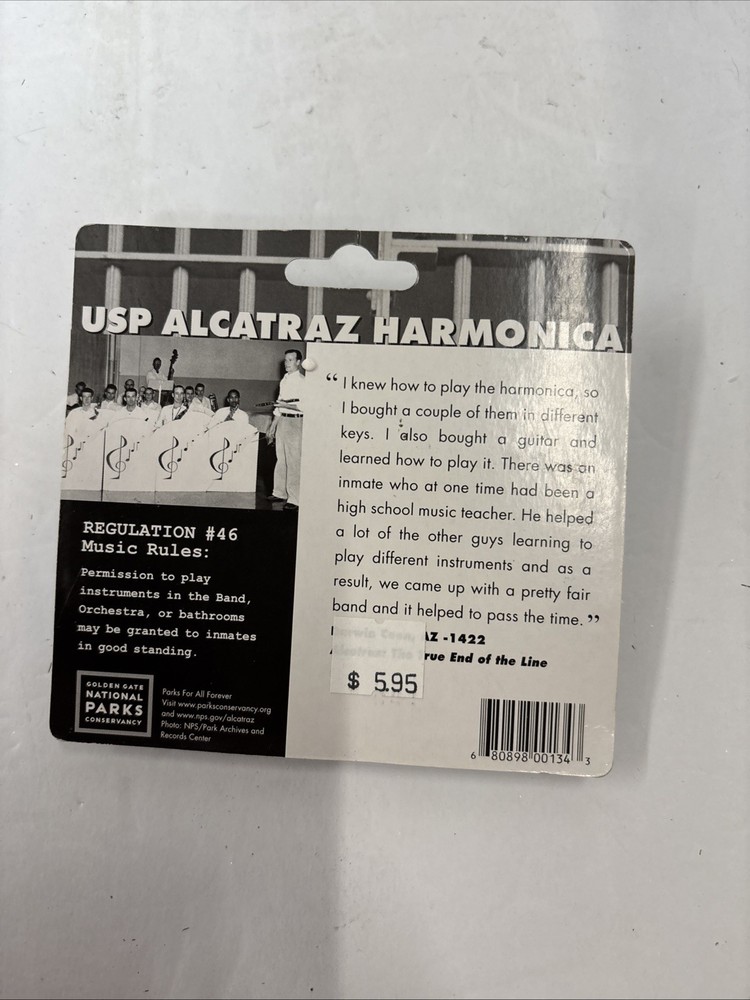 USP ALCATRAZ HARMONICA
“ I knew how to play the harmonica, so
I bought a couple of them in different
keys. I also bought a guitar and
learned how to play it. There was an
inmate who at one time had been a
high school music teacher. He helped
a lot of the other guys learning to
play different instruments and as a
result, we came up with a pretty fair
band and it helped to pass the time. ”
AZ -1422
True End of the Line
$ 5.95
REGULATION #46
Music Rules:
Permission to play
instruments in the Band,
Orchestra, or bathrooms
may be granted to inmates
in good standing.
GOLDEN GATE
NATIONAL
PARKS
CONSERVANCY
Parks For All Forever
Visit www.parksconservancy.org
and www.nps.gov/alcatraz
Photo: NPS/Park Archives and
Records Center
6 80898 00134 3